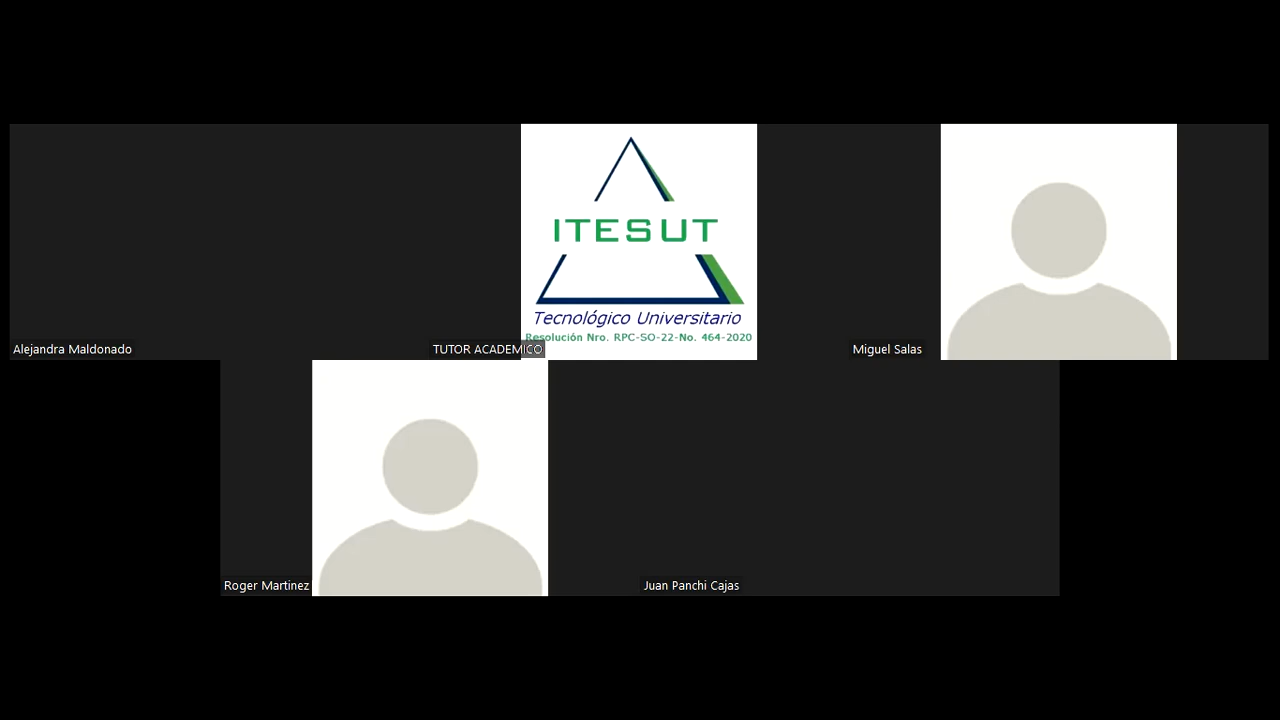 ITESUT
Tecnológico Universitario
Resolución Nro. RPC-SO-22-No. 464-2020
Alejandra Maldonado
TUTOR ACADEMICO
Miguel Salas
Roger Martinez
Juan Panchi Cajas